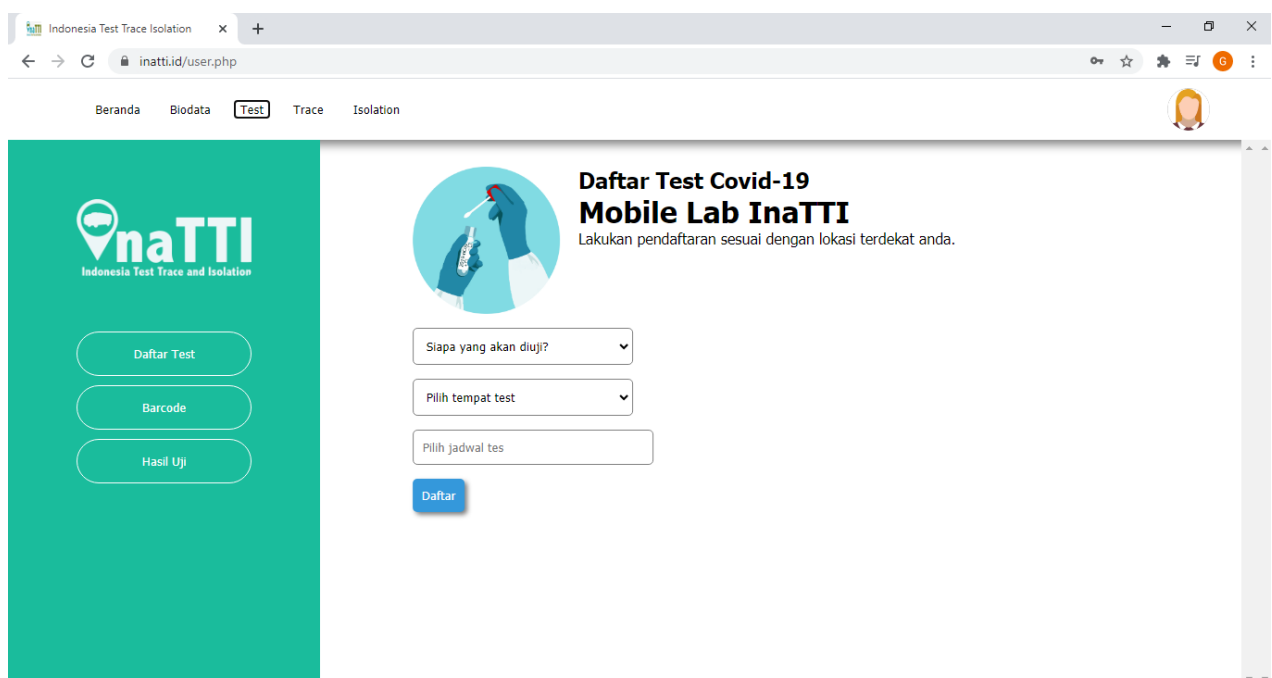 Indonesia Test Trace Isolation
inatti.id/user.php
G
Beranda Biodata Test Trace Isolation
inaTTI
Indonesia Test Trace and Isolation
Daftar Test
Barcode
Hasil Uji
Daftar Test Covid-19
Mobile Lab InaTTI
Lakukan pendaftaran sesuai dengan lokasi terdekat anda.
Siapa yang akan diuji?
Pilih tempat test
Pilih jadwal tes
Daftar